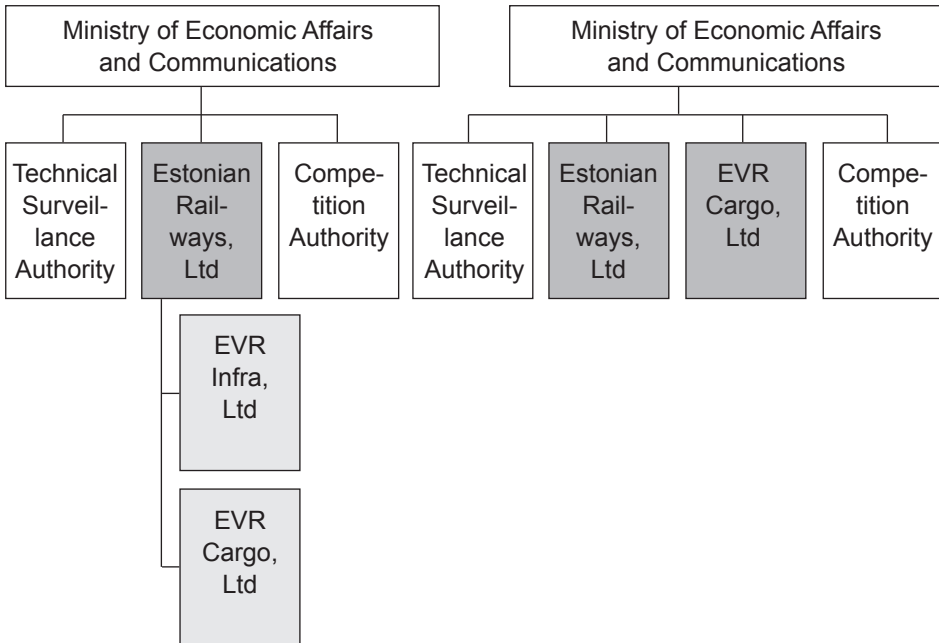 Ministry of Economic Affairs
and Communications
Ministry of Economic Affairs
and Communications
Technical
Surveil-
lance
Authority
Estonian
Rail-
ways,
Ltd
Compe-
tition
Authority
Technical
Surveil-
lance
Authority
Estonian
Rail-
ways,
Ltd
EVR
Cargo,
Ltd
Compe-
tition
Authority
EVR
Infra,
Ltd
EVR
Cargo,
Ltd